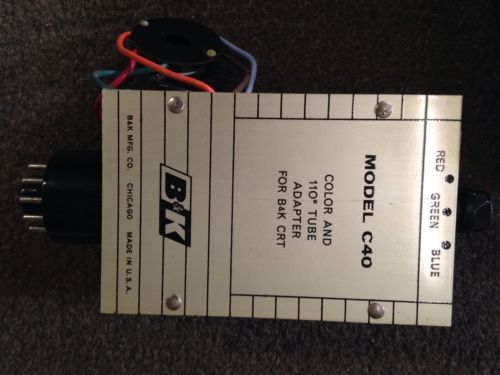 RED GREEN BLUE
MODEL C40
COLOR AND
110° TUBE
ADAPTER
FOR B&K CRT
B&K
B&K MFG. CO. CHICAGO MADE IN U.S.A.